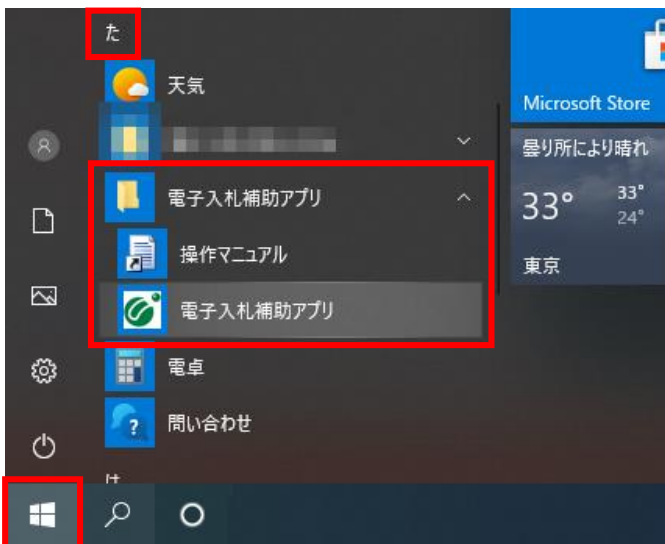 た
天気
電子入札補助アプリ
操作マニュアル
電子入札補助アプリ
電卓
問い合わせ
は
Microsoft Store
曇り所により晴れ
33°
33°
24°
東京